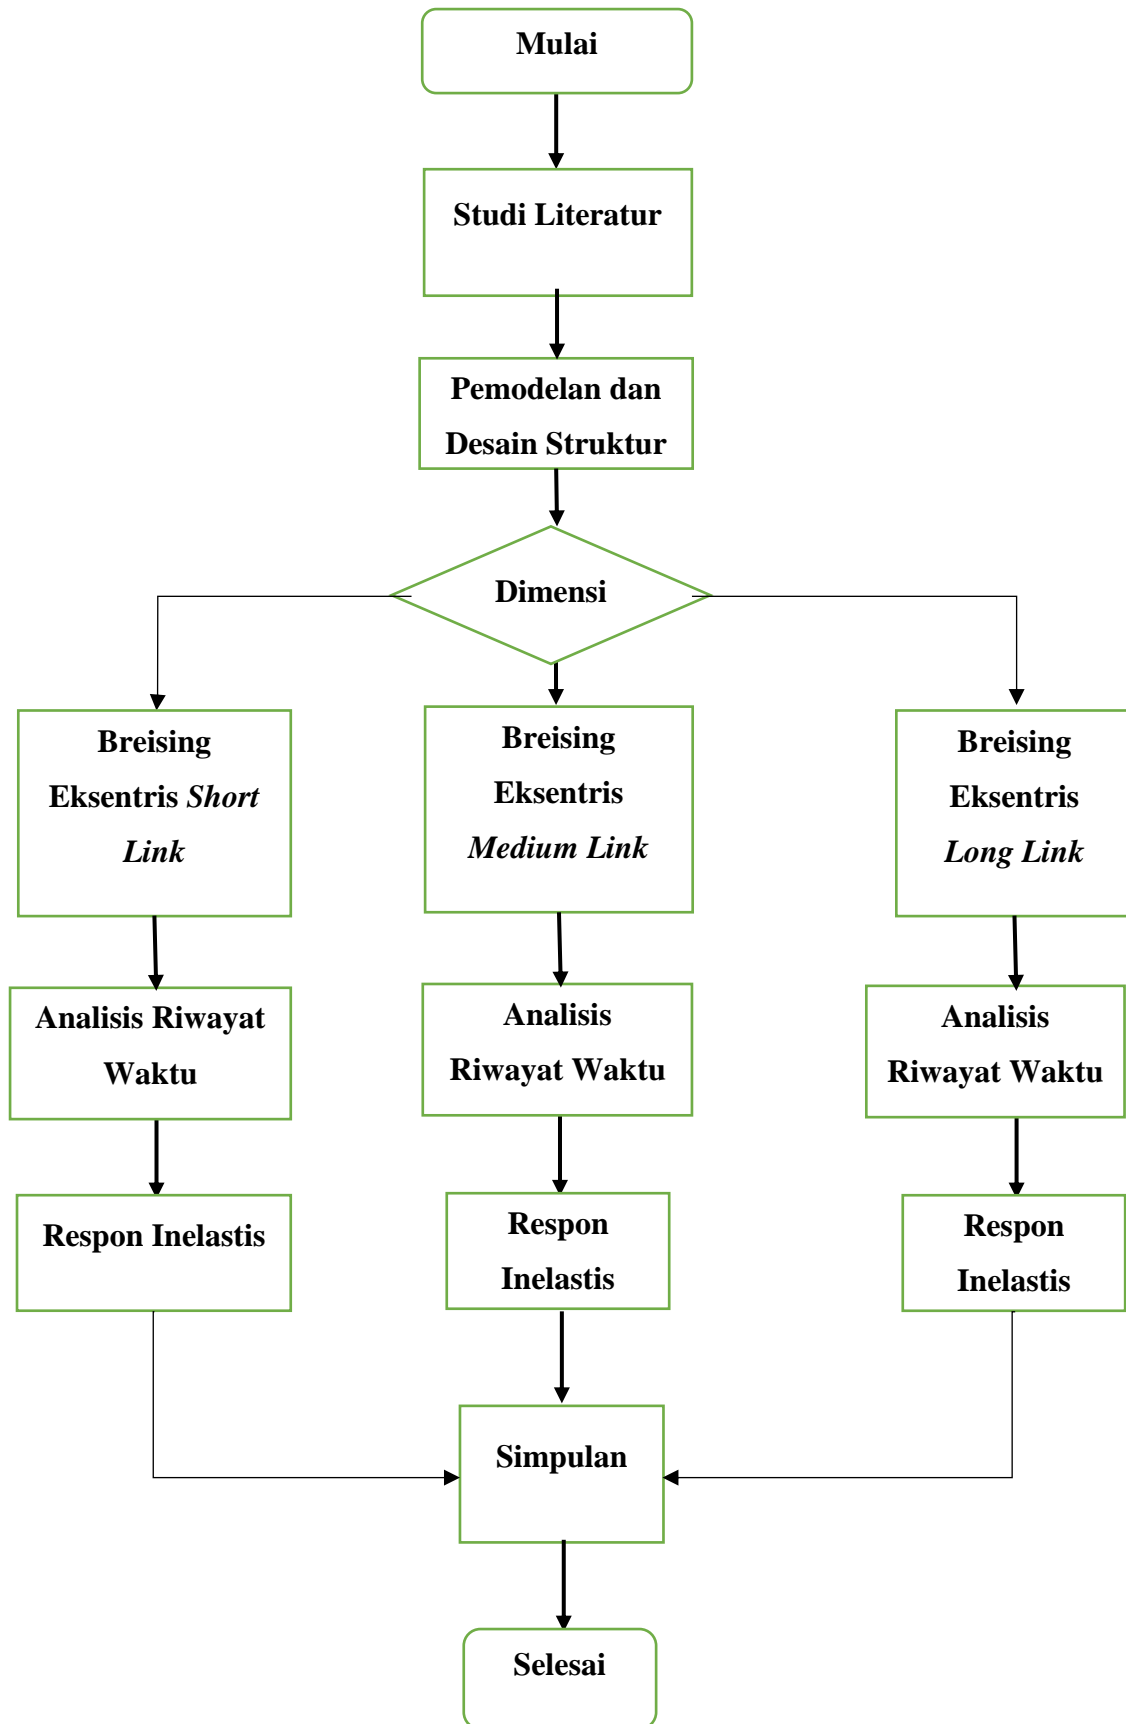 Mulai
Studi Literatur
Pemodelan dan
Desain Struktur
Dimensi
Breising
Eksentris Short
Link
Breising
Eksentris
Medium Link
Breising
Eksentris
Long Link
Analisis Riwayat
Waktu
Analisis
Riwayat Waktu
Analisis
Riwayat Waktu
Respon Inelastis
Respon
Inelastis
Respon
Inelastis
Simpulan
Selesai